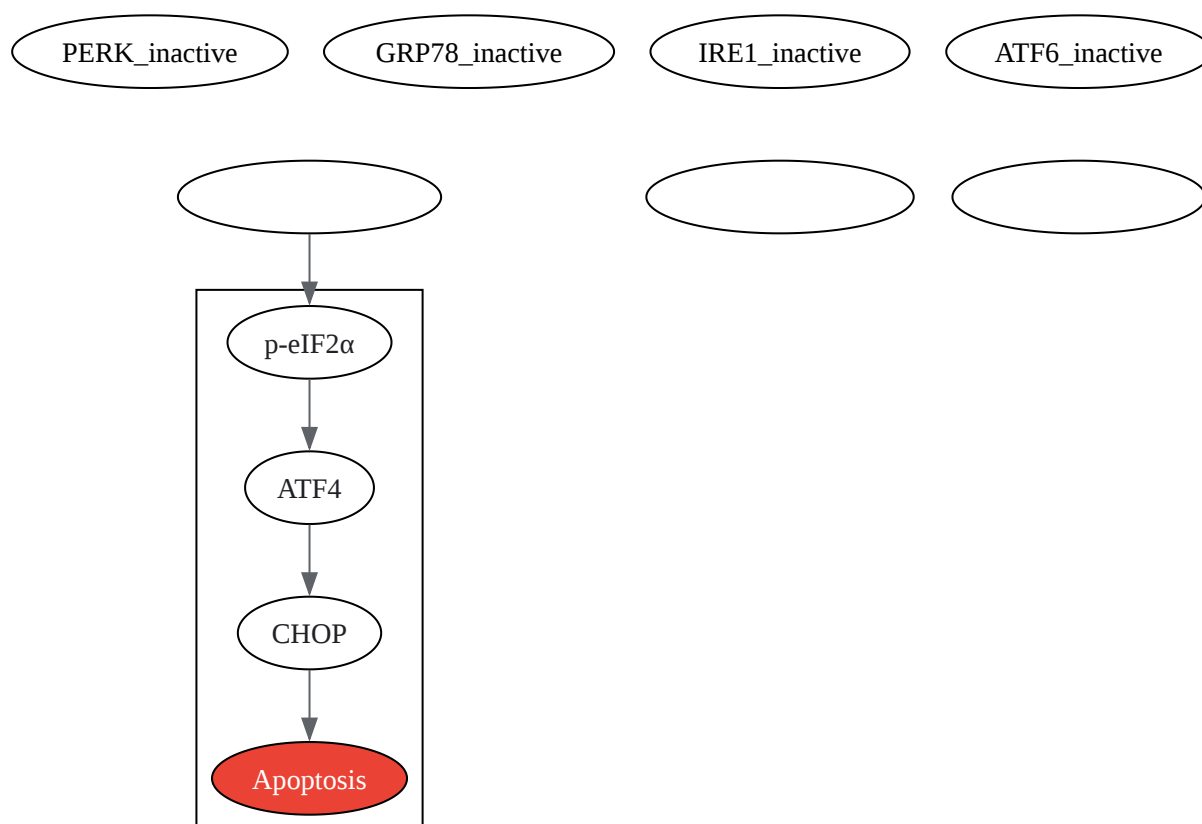 PERK_inactive
GRP78_inactive
IRE1_inactive
ATF6_inactive
p-eIF2α
ATF4
CHOP
Apoptosis